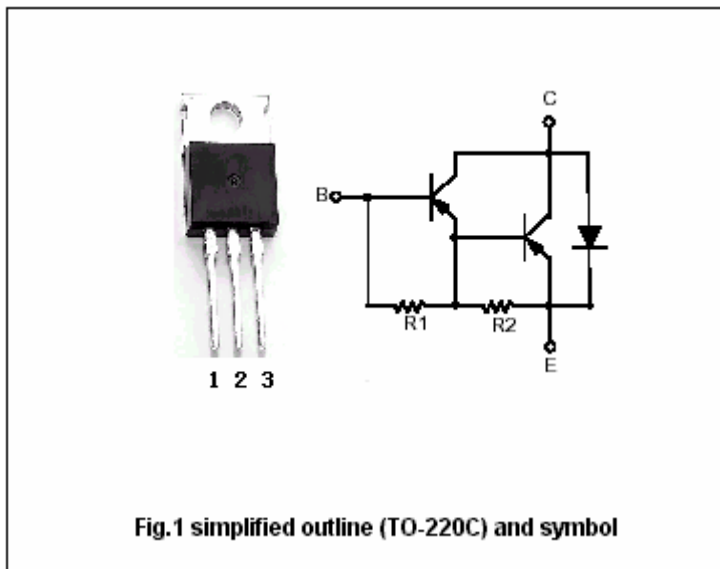 C
B
R1 R2
E
1 2 3
Fig.1 simplified outline (TO-220C) and symbol